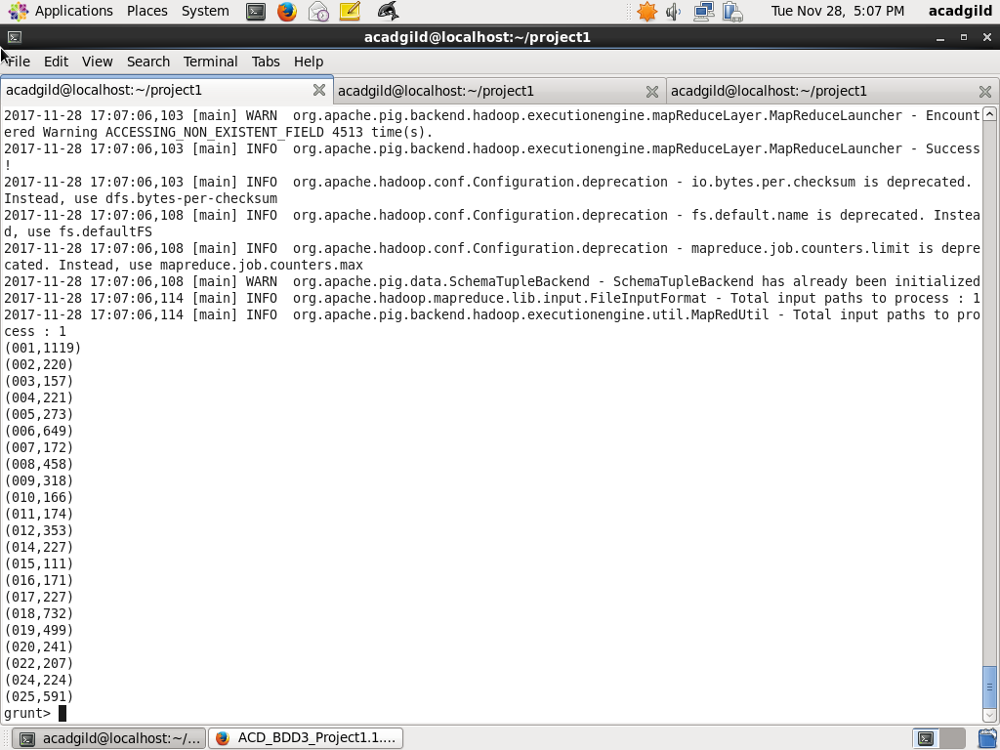 Applications Places System Tue Nov 28, 5:07 PM acadgild
acadgild@localhost:~/project1
File Edit View Search Terminal Tabs Help
acadgild@localhost:~/project1 acadgild@localhost:~/project1 acadgild@localhost:~/project1
2017-11-28 17:07:06,103 [main] WARN  org.apache.pig.backend.hadoop.executionengine.mapReduceLayer.MapReduceLauncher - Encount
ered Warning ACCESSING_NON_EXISTENT_FIELD 4513 time(s).
2017-11-28 17:07:06,103 [main] INFO  org.apache.pig.backend.hadoop.executionengine.mapReduceLayer.MapReduceLauncher - Success
!
2017-11-28 17:07:06,103 [main] INFO  org.apache.hadoop.conf.Configuration.deprecation - io.bytes.per.checksum is deprecated.
Instead, use dfs.bytes-per-checksum
2017-11-28 17:07:06,108 [main] INFO  org.apache.hadoop.conf.Configuration.deprecation - fs.default.name is deprecated. Instea
d, use fs.defaultFS
2017-11-28 17:07:06,108 [main] INFO  org.apache.hadoop.conf.Configuration.deprecation - mapreduce.job.counters.limit is depre
cated. Instead, use mapreduce.job.counters.max
2017-11-28 17:07:06,108 [main] WARN  org.apache.pig.data.SchemaTupleBackend - SchemaTupleBackend has already been initialized
2017-11-28 17:07:06,114 [main] INFO  org.apache.hadoop.mapreduce.lib.input.FileInputFormat - Total input paths to process : 1
2017-11-28 17:07:06,114 [main] INFO  org.apache.pig.backend.hadoop.executionengine.util.MapRedUtil - Total input paths to pro
cess : 1
(001,1119)
(002,220)
(003,157)
(004,221)
(005,273)
(006,649)
(007,172)
(008,458)
(009,318)
(010,166)
(011,174)
(012,353)
(014,227)
(015,111)
(016,171)
(017,227)
(018,732)
(019,499)
(020,241)
(022,207)
(024,224)
(025,591)
grunt>
acadgild@localhost:~/... ACD_BDD3_Project1.1....